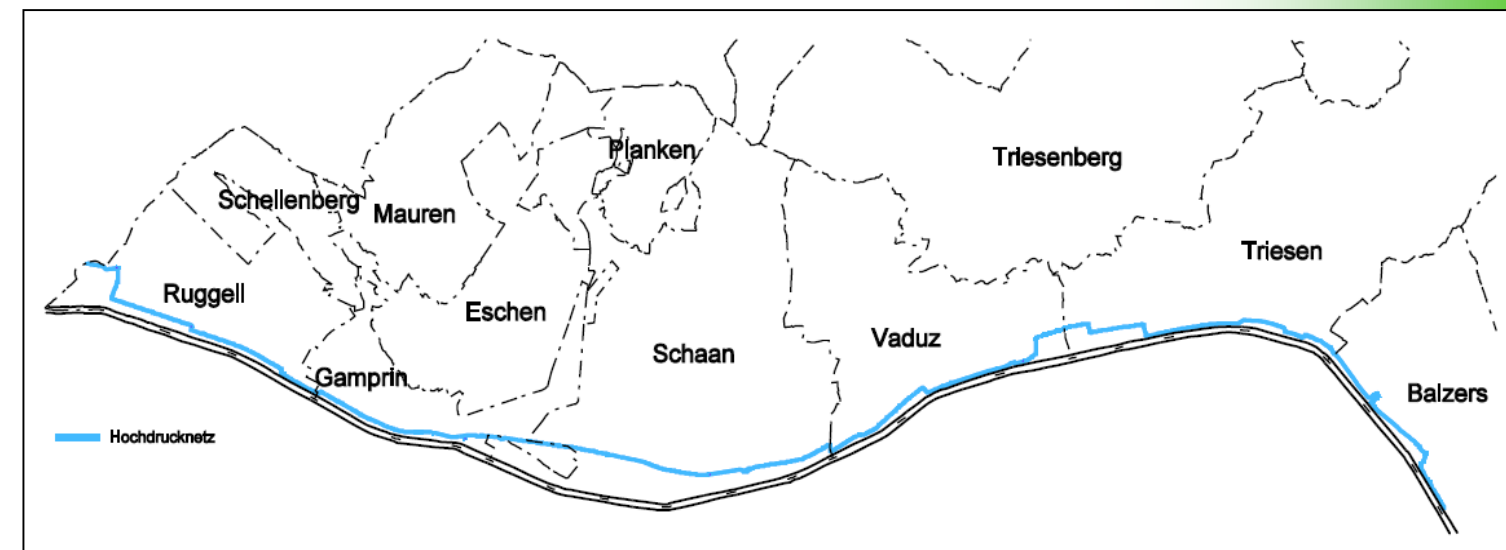 Planken
Triesenberg
Schellenberg
Mauren
Triesen
Ruggell
Eschen
Vaduz
Schaan
Gamprin
Balzers
Hochdrucknetz